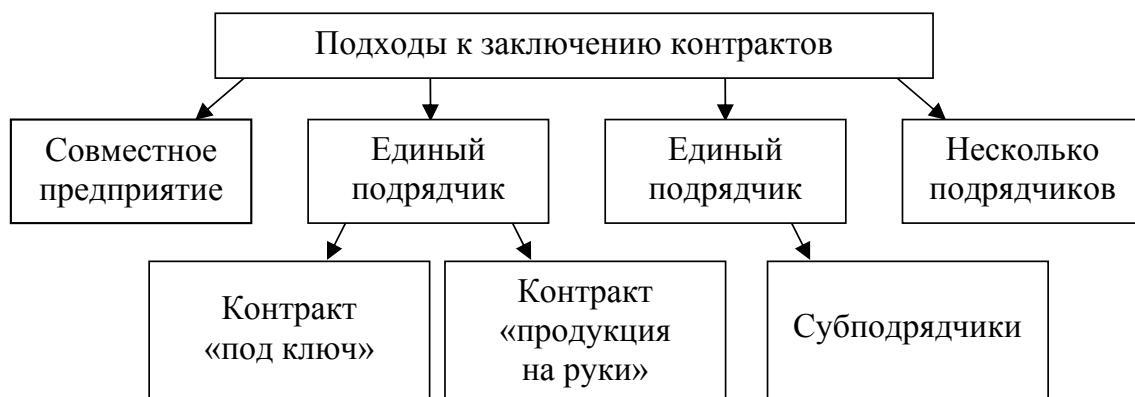 Подходы к заключению контрактов
Совместное
предприятие
Единый
подрядчик
Единый
подрядчик
Несколько
подрядчиков
Контракт
«под ключ»
Контракт
«продукция
на руки»
Субподрядчики